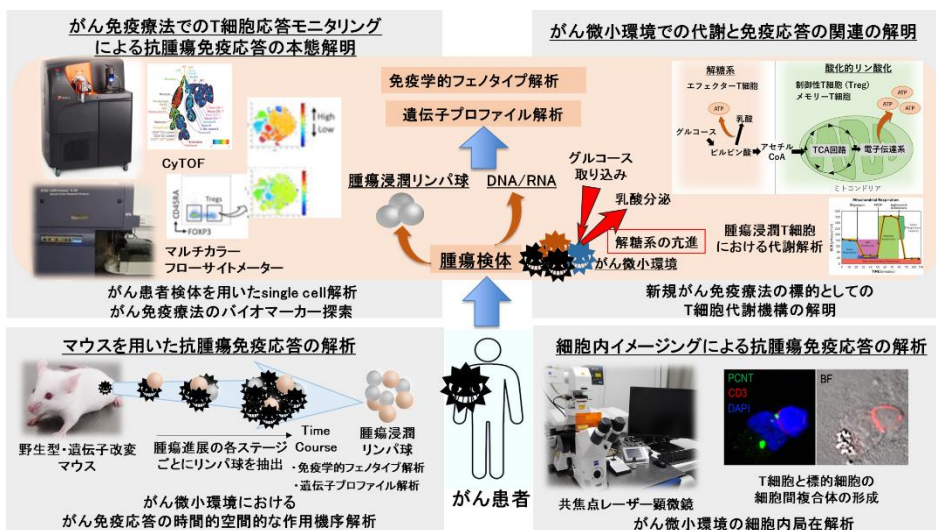 がん免疫療法でのT細胞応答モニタリング
による抗腫瘍免疫応答の本態解明
CyTOF
High
Low
CD45RA
Tregs
FOXP3
マルチカラー
フローサイトメーター
がん患者検体を用いたsingle cell解析
がん免疫療法のバイオマーカー探索
免疫学的フェノタイプ解析
遺伝子プロファイル解析
腫瘍浸潤リンパ球
DNA/RNA
腫瘍検体
グルコース
取り込み
乳酸分泌
解糖系の亢進
がん微小環境
がん患者
がん微小環境での代謝と免疫応答の関連の解明
解糖系
エフェクターT細胞
ATP
乳酸
グルコース
ピルビン酸
アセチル
CoA
酸化的リン酸化
制御性T細胞(Treg)
メモリーT細胞
ATP
ATP
ATP
TCA回路
電子伝達系
ミトコンドリア
腫瘍浸潤T細胞
における代謝解析
Mitochondrial Respiration
新規がん免疫療法の標的としての
T細胞代謝機構の解明
マウスを用いた抗腫瘍免疫応答の解析
野生型・遺伝子改変
マウス
腫瘍進展の各ステージ
ごとにリンパ球を抽出
Time
Course
腫瘍浸潤
リンパ球
・免疫学的フェノタイプ解析
・遺伝子プロファイル解析
がん微小環境における
がん免疫応答の時間的空間的な作用機序解析
細胞内イメージングによる抗腫瘍免疫応答の解析
共焦点レーザー顕微鏡
PCNT
CD3
DAPI
BF
T細胞と標的細胞の
細胞間複合体の形成
がん微小環境の細胞内局在解析